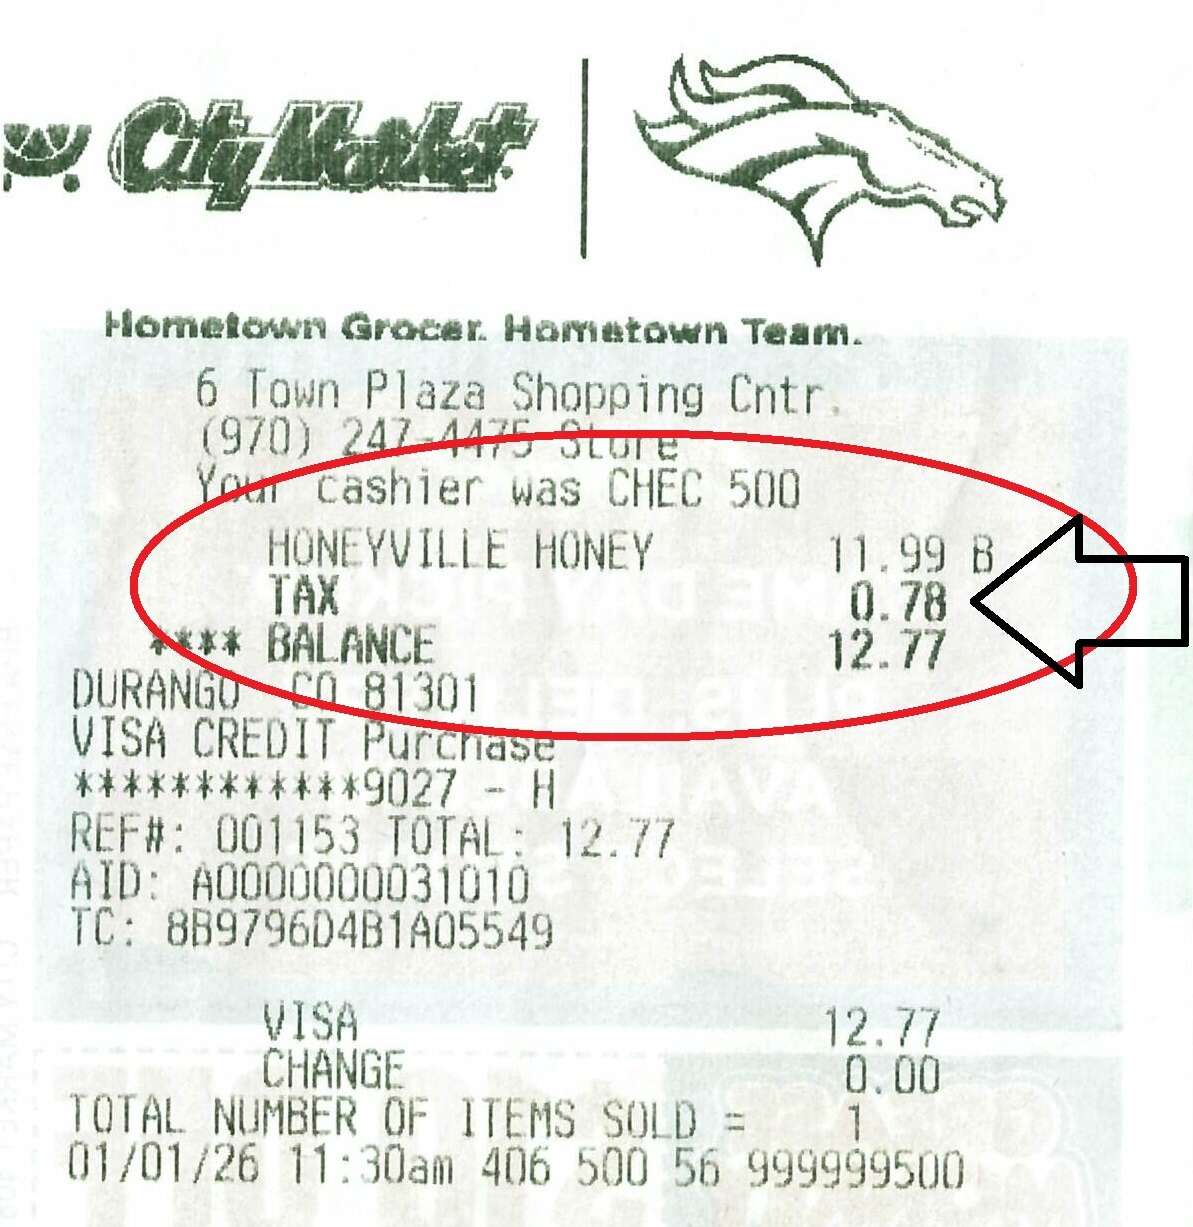 City Market.
Hometown Grocer. Hometown Team.
6 Town Plaza Shopping Cntr.
(970) 247-4475 Store
Your cashier was CHEC 500
HONEYVILLE HONEY 11.99 B
TAX 0.78
**** BALANCE 12.77
DURANGO CO 81301
VISA CREDIT Purchase
************9027 - H
REF#: 001153 TOTAL: 12.77
AID: A0000000031010
TC: 8B9796D4B1A05549
VISA 12.77
CHANGE 0.00
TOTAL NUMBER OF ITEMS SOLD = 1
01/01/26 11:30am 406 500 56 999999500